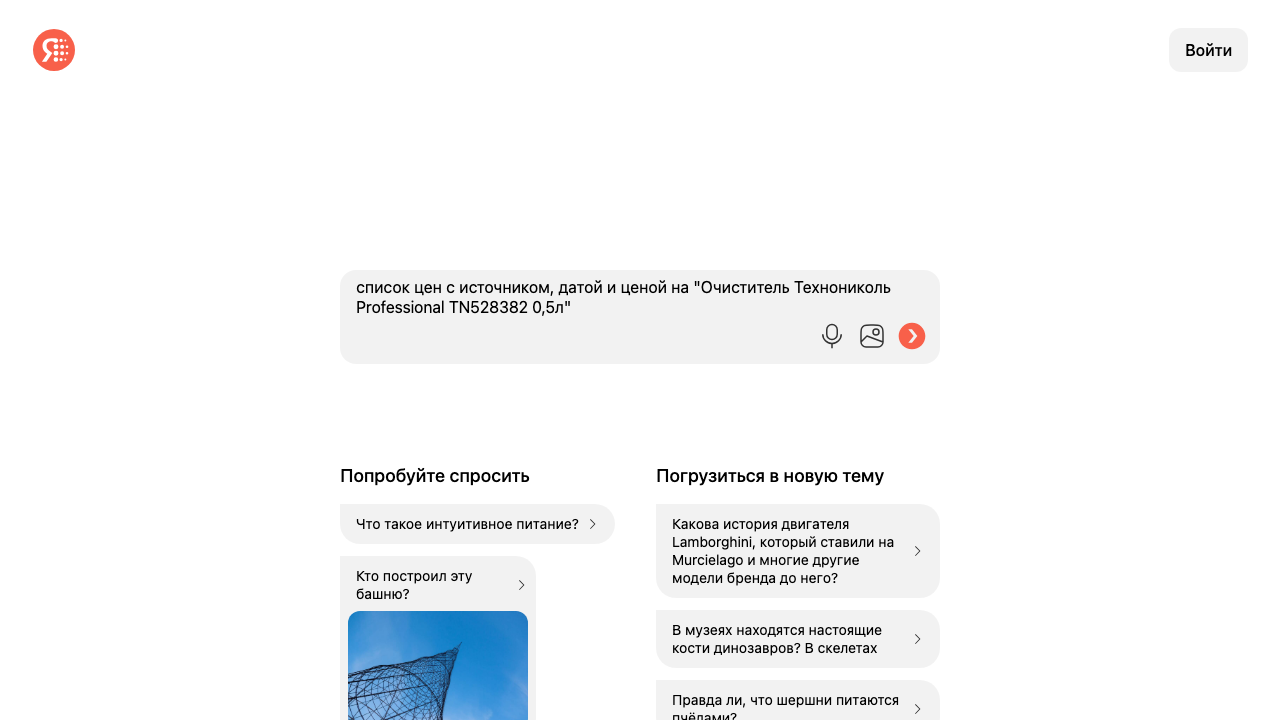 Я
Войти
список цен с источником, датой и ценой на "Очиститель Технониколь
Professional TN528382 0,5л"
Попробуйте спросить
Что такое интуитивное питание?
Кто построил эту
башню?
Погрузиться в новую тему
Какова история двигателя
Lamborghini, который ставили на
Murcielago и многие другие
модели бренда до него?
В музеях находятся настоящие
кости динозавров? В скелетах
Правда ли, что шершни питаются
пчёлами?